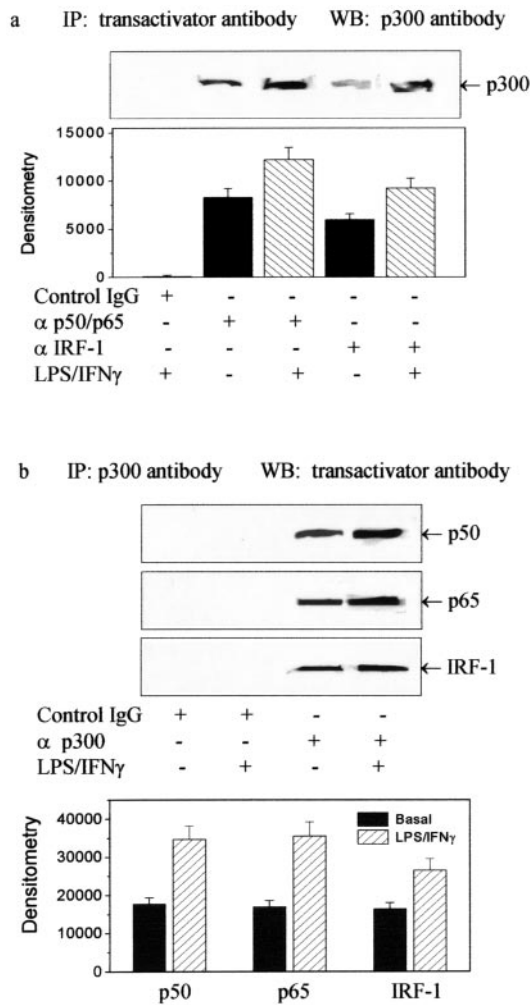 a IP: transactivator antibody WB: p300 antibody
← p300
15000
10000
5000
0
Densitometry
Control IgG + - - - -
α p50/p65 - + + - -
α IRF-1 - - - + +
LPS/IFNγ + - + - +
b IP: p300 antibody WB: transactivator antibody
← p50
← p65
← IRF-1
Control IgG + + - -
α p300 - - + +
LPS/IFNγ - + - +
40000
30000
20000
10000
0
Densitometry
Basal
LPS/IFNγ
p50 p65 IRF-1